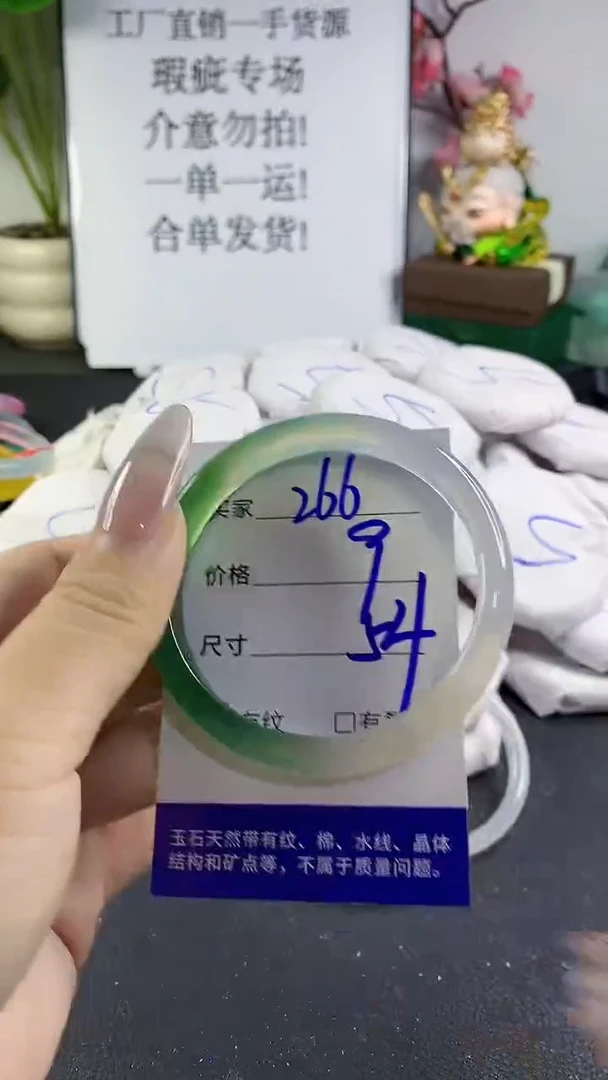 工厂直销一手货源
瑕疵专场
介意勿拍!
一单一运!
合单发货!
买家 266
价格 9
尺寸 54
有纹
玉石天然带有纹、棉、水线、晶体
结构和矿点等，不属于质量问题。